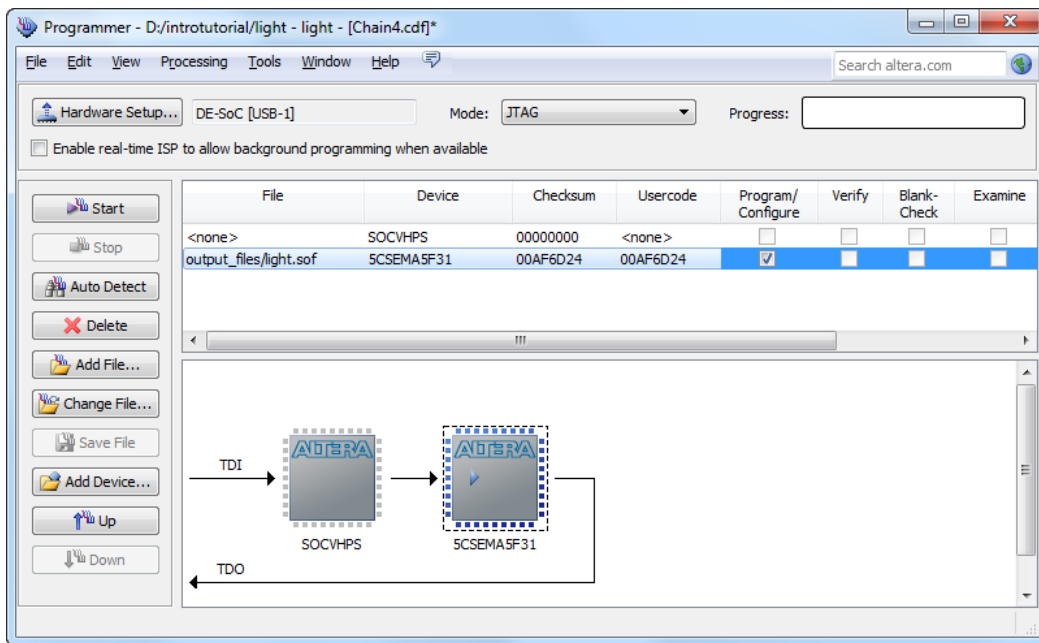 Programmer - D:/introtutorial/light - light - [Chain4.cdf]*
File Edit View Processing Tools Window Help Search altera.com
Hardware Setup... DE-SoC [USB-1] Mode: JTAG Progress:
Enable real-time ISP to allow background programming when available
Start
Stop
Auto Detect
Delete
Add File...
Change File...
Save File
Add Device...
Up
Down
File Device Checksum Usercode Program/ Verify Blank- Examine
Configure Check
<none> SOCVHPS 00000000 <none>
output_files/light.sof 5CSEMA5F31 00AF6D24 00AF6D24
ALTERA ALTERA
TDI
SOCVHPS 5CSEMA5F31
TDO